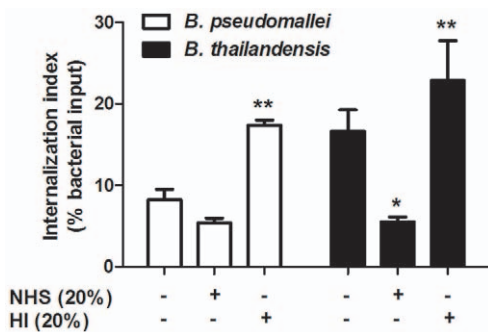 30
20
10
0
Internalization index
(% bacterial input)
B. pseudomallei
B. thailandensis
**
*
**
NHS (20%) - + - - + -
HI (20%) - - + - - +